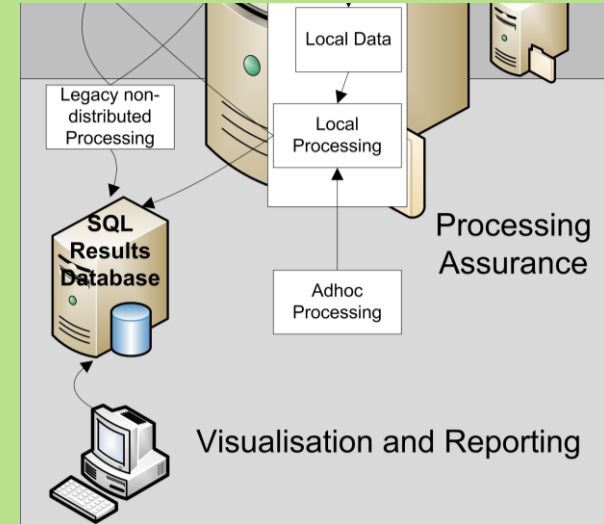 Local Data
Legacy non-
distributed
Processing
Local
Processing
SQL
Results
Database
Processing
Assurance
Adhoc
Processing
Visualisation and Reporting